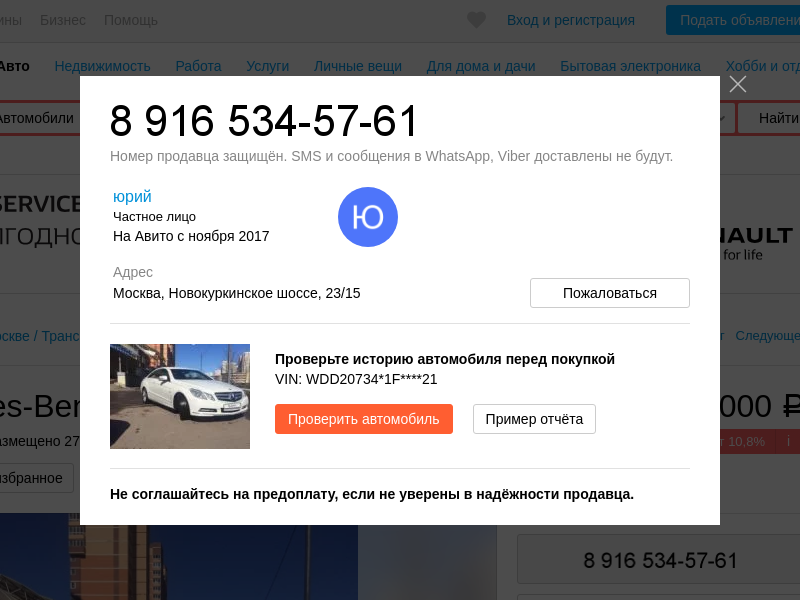 Бизнес Помощь
Вход и регистрация
Подать объявлени
Авто Недвижимость Работа Услуги Личные вещи Для дома и дачи Бытовая электроника Хобби и отд
Автомобили
Найти
8 916 534-57-61
Номер продавца защищён. SMS и сообщения в WhatsApp, Viber доставлены не будут.
SERVICE
юрий
Ю
Частное лицо
На Авито с ноября 2017
NAULT
for life
Адрес
Москва, Новокуркинское шоссе, 23/15
Пожаловаться
оскве / Транс
Следующе
Проверьте историю автомобиля перед покупкой
VIN: WDD20734*1F****21
Проверить автомобиль
Пример отчёта
es-Ber
000 ₽
азмещено 27
от 10,8% i
избранное
Не соглашайтесь на предоплату, если не уверены в надёжности продавца.
8 916 534-57-61